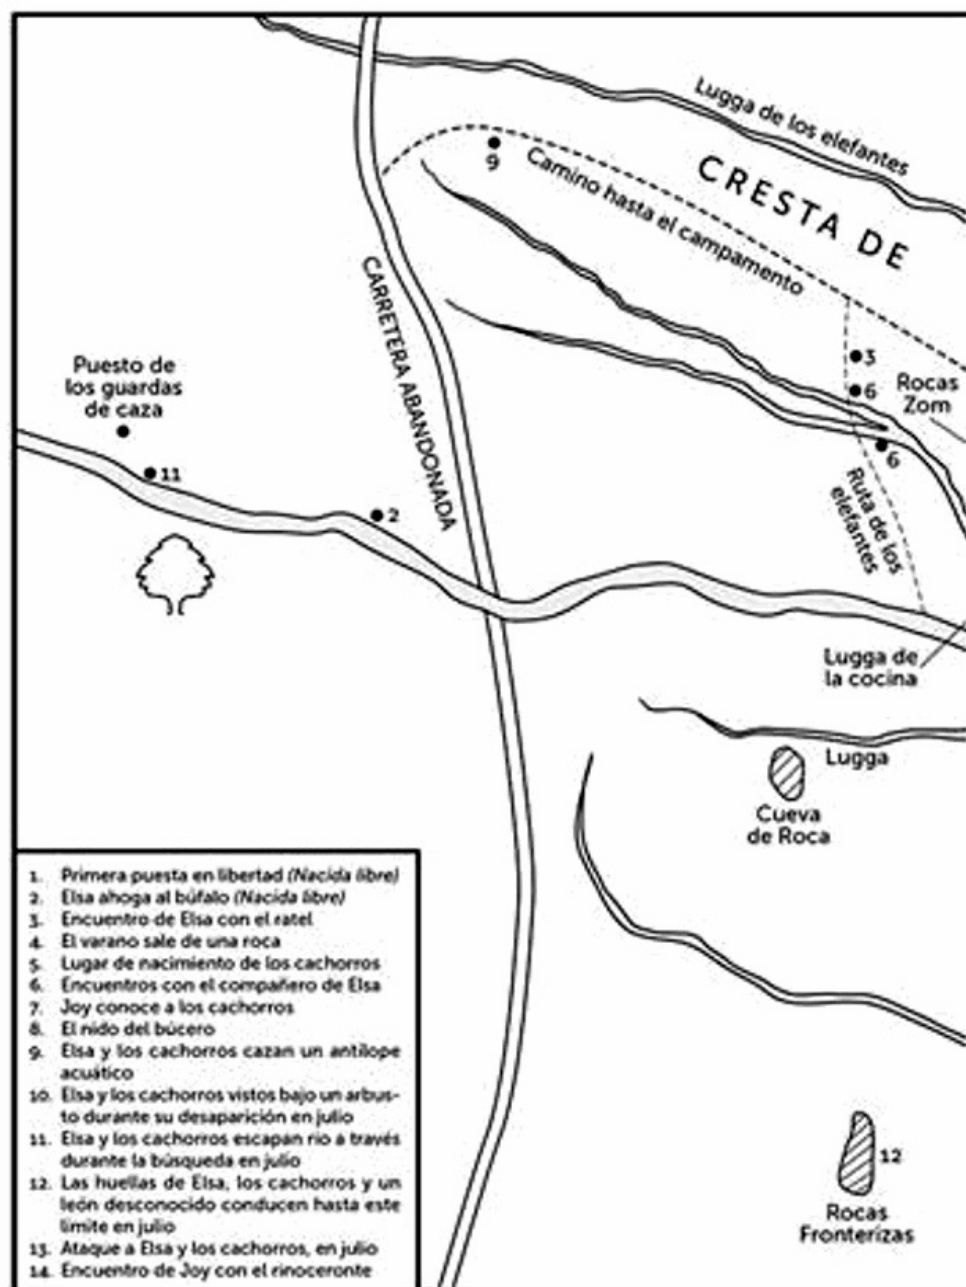 Lugga de los elefantes
CRESTA DE
9
Camino hasta el campamento
CARRETERA ABANDONADA
3
6
Rocas
Zom
6
Ruta de los
elefantes
Puesto de
los guardas
de caza
11
2
Lugga de
la cocina
Lugga
Cueva
de Roca
12
Rocas
Fronterizas
1. Primera puesta en libertad (Nacida libre)
2. Elsa ahoga al búfalo (Nacida libre)
3. Encuentro de Elsa con el ratel
4. El varano sale de una roca
5. Lugar de nacimiento de los cachorros
6. Encuentros con el compañero de Elsa
7. Joy conoce a los cachorros
8. El nido del búcero
9. Elsa y los cachorros cazan un antílope
acuático
10. Elsa y los cachorros vistos bajo un arbus-
to durante su desaparición en julio
11. Elsa y los cachorros escapan río a través
durante la búsqueda en julio
12. Las huellas de Elsa, los cachorros y un
león desconocido conducen hasta este
límite en julio
13. Ataque a Elsa y los cachorros, en julio
14. Encuentro de Joy con el rinoceronte